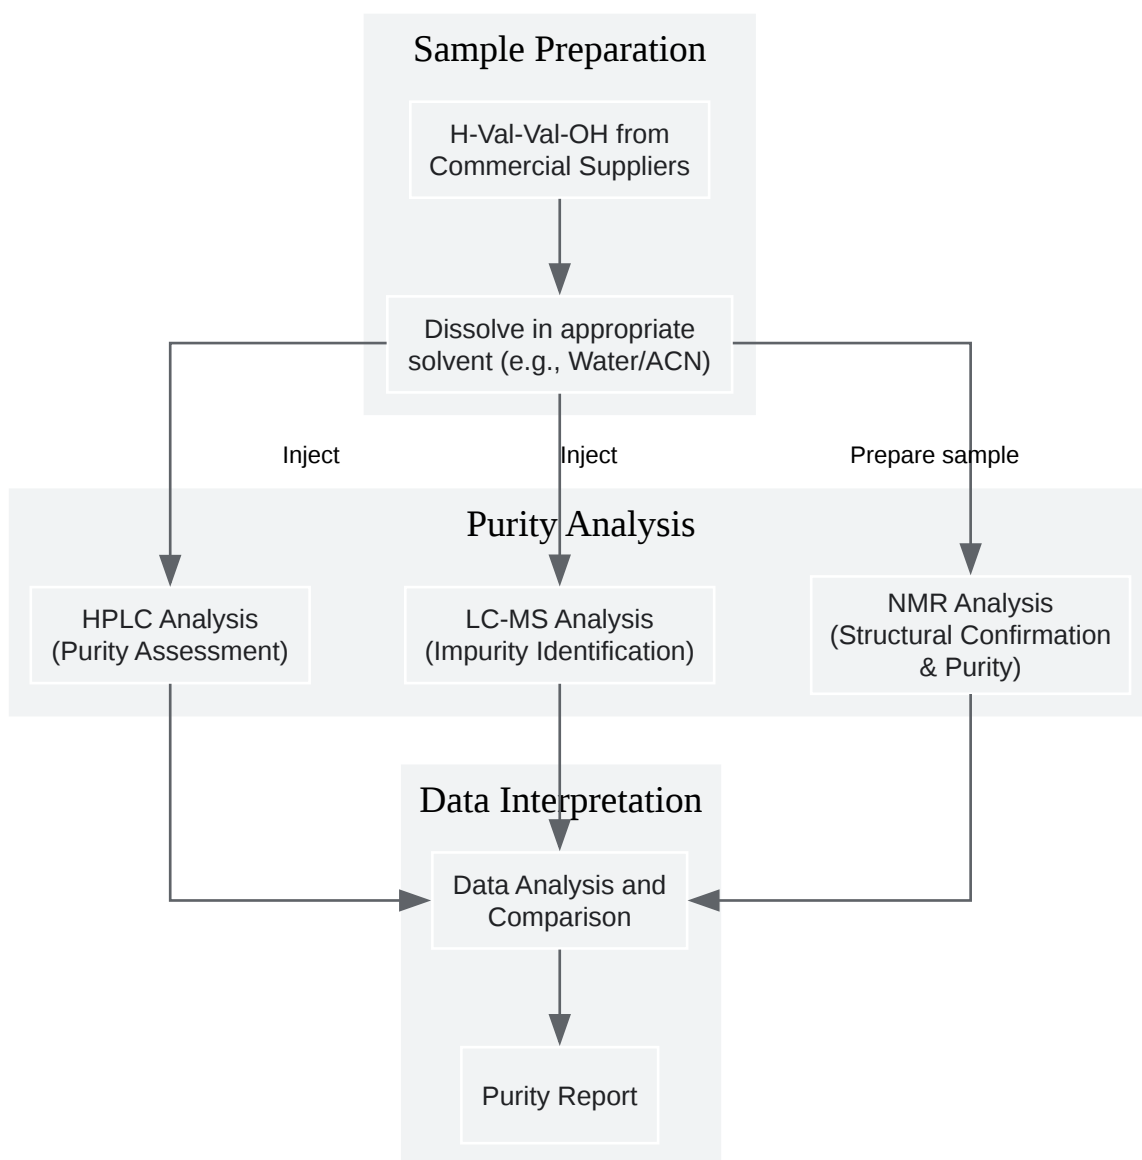 Sample Preparation
H-Val-Val-OH from
Commercial Suppliers
Dissolve in appropriate
solvent (e.g., Water/ACN)
Inject
Inject
Prepare sample
Purity Analysis
HPLC Analysis
(Purity Assessment)
LC-MS Analysis
(Impurity Identification)
NMR Analysis
(Structural Confirmation
& Purity)
Data Interpretation
Data Analysis and
Comparison
Purity Report